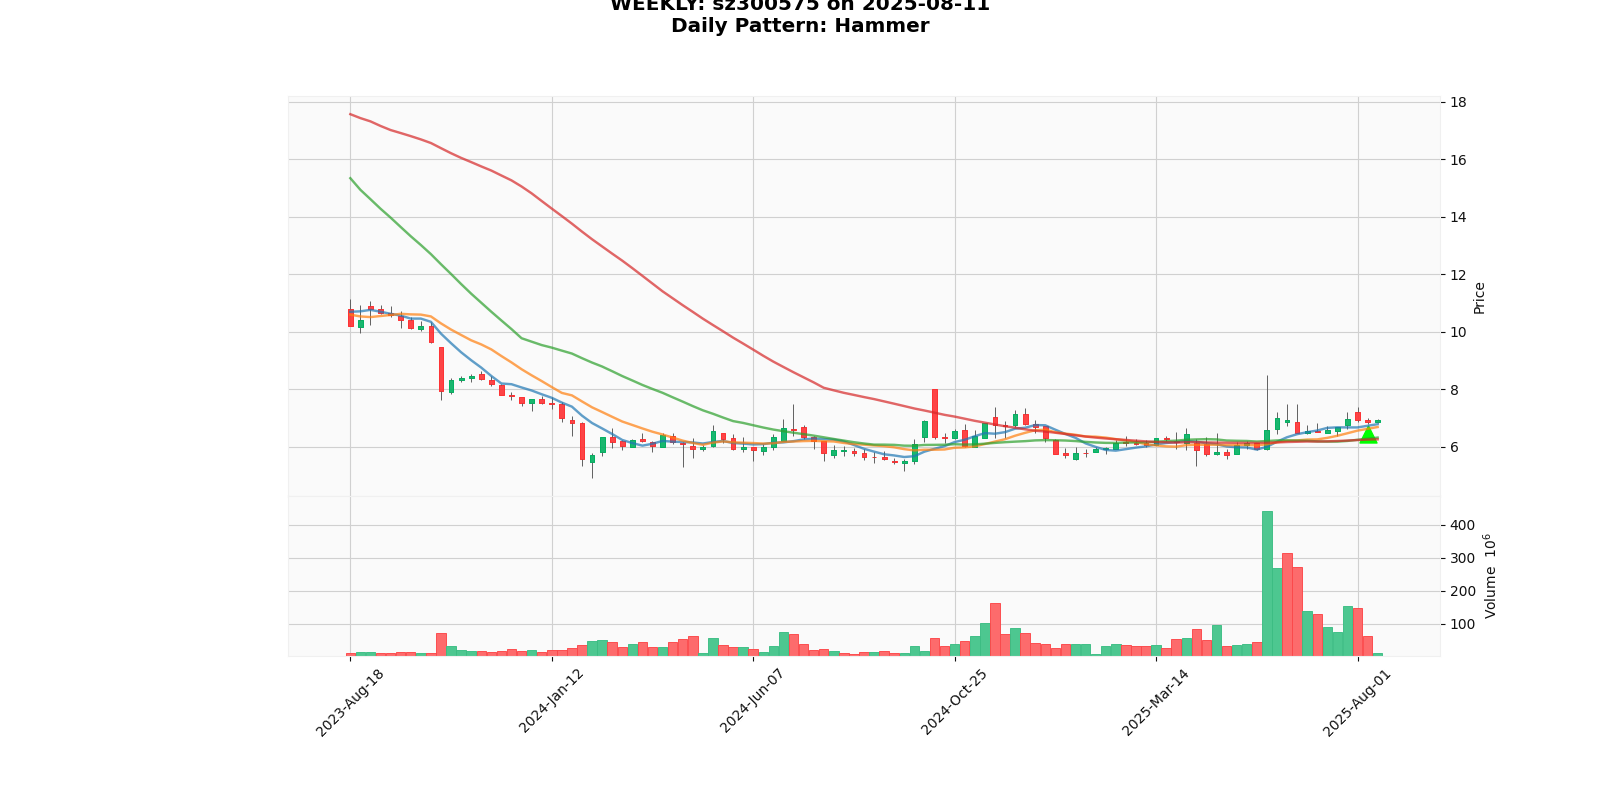 WEEKLY: sz300575 on 2025-08-11
Daily Pattern: Hammer
18
16
14
12
10
8
6
Price
400
300
200
100
Volume 10^6
2023-Aug-18
2024-Jan-12
2024-Jun-07
2024-Oct-25
2025-Mar-14
2025-Aug-01